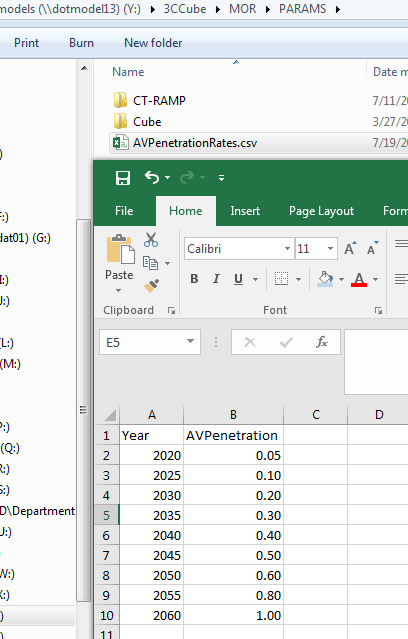 models (\\dotmodel13) (Y:) ▸ 3CCube ▸ MOR ▸ PARAMS ▸
Print Burn New folder
Name Date m
CT-RAMP 7/11/2
Cube 3/27/2
AVPenetrationRates.csv 7/19/2
)
F:)
dat01) (G:)
I:)
J:)
L:)
(M:)
P:)
(Q:)
R:)
S:)
D\Department
U:)
)
W:)
X:)
)
File Home Insert Page Layout Form
Paste
Calibri 11 A A
B I U A
Clipboard Font
E5 fx
A B C D
1 Year AVPenetration
2 2020 0.05
3 2025 0.10
4 2030 0.20
5 2035 0.30
6 2040 0.40
7 2045 0.50
8 2050 0.60
9 2055 0.80
10 2060 1.00
11